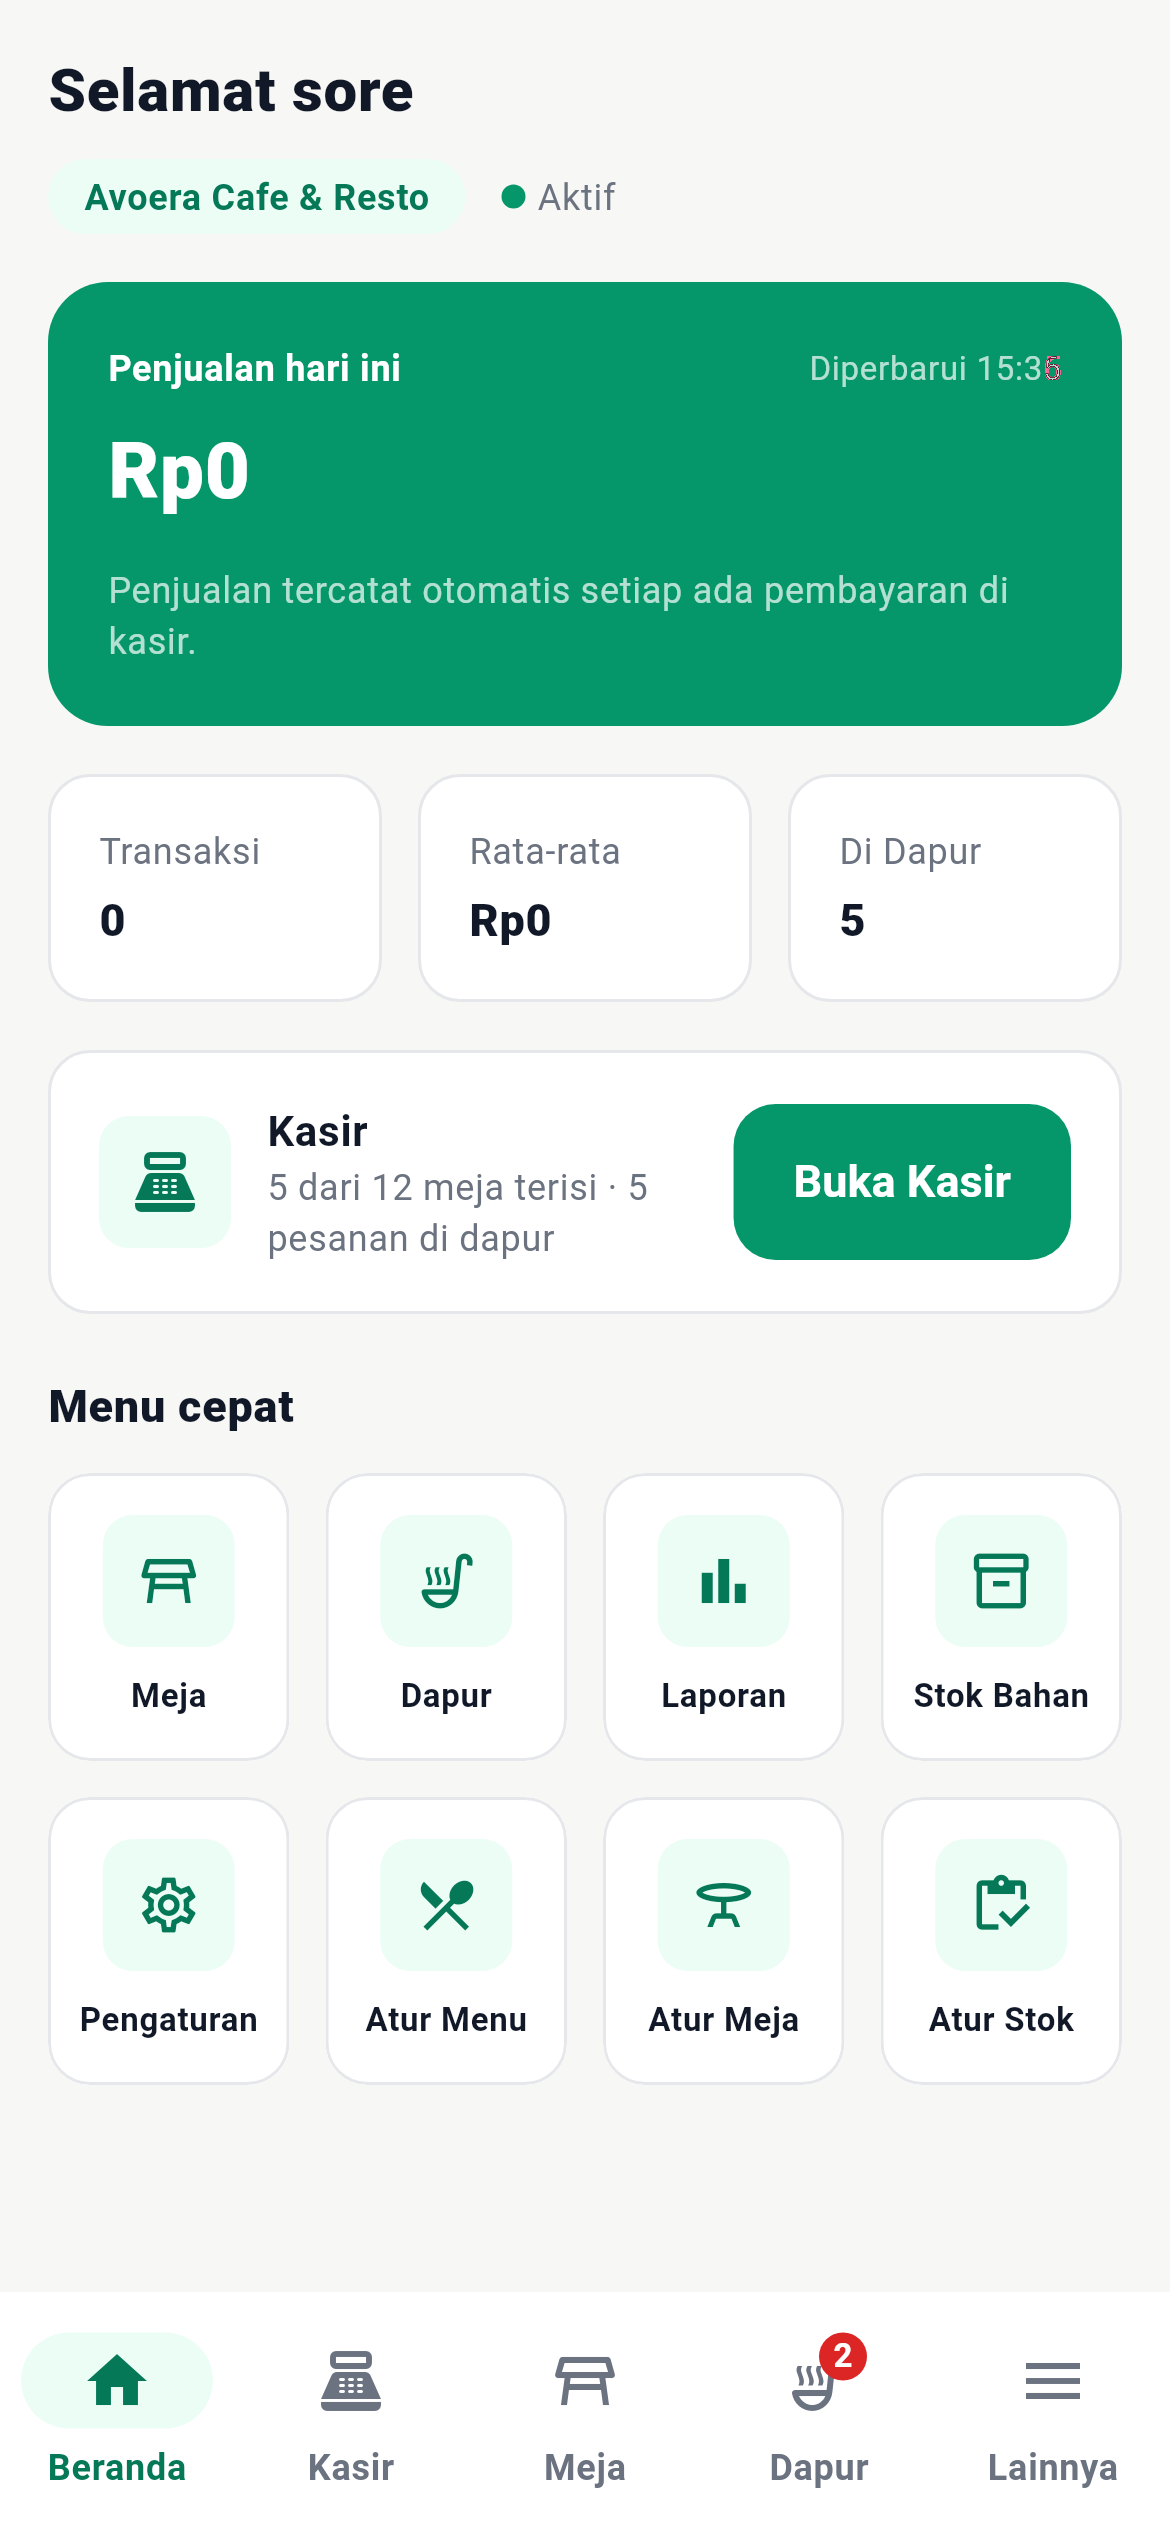 Selamat sore
Avoera Cafe & Resto
Aktif
Penjualan hari ini
Diperbarui
Rp0
Penjualan tercatat otomatis setiap ada pembayaran di
kasir.
Transaksi
0
Rata-rata
Rp0
Di Dapur
5
Kasir
5 dari 12 meja terisi · 5
pesanan di dapur
Buka Kasir
Menu cepat
Meja
Dapur
Laporan
Stok Bahan
Pengaturan
Atur Menu
Atur Meja
Atur Stok
2
Beranda
Kasir
Meja
Dapur
Lainnya